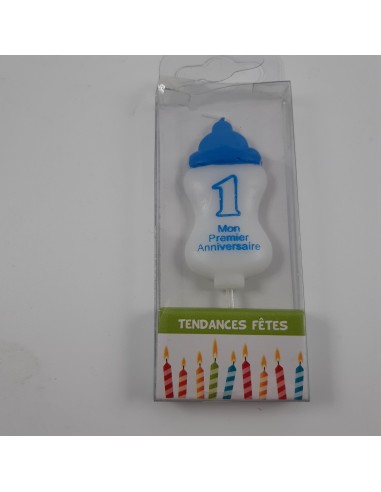 1
Mon
Premier
Anniversaire
TENDANCES FÊTES